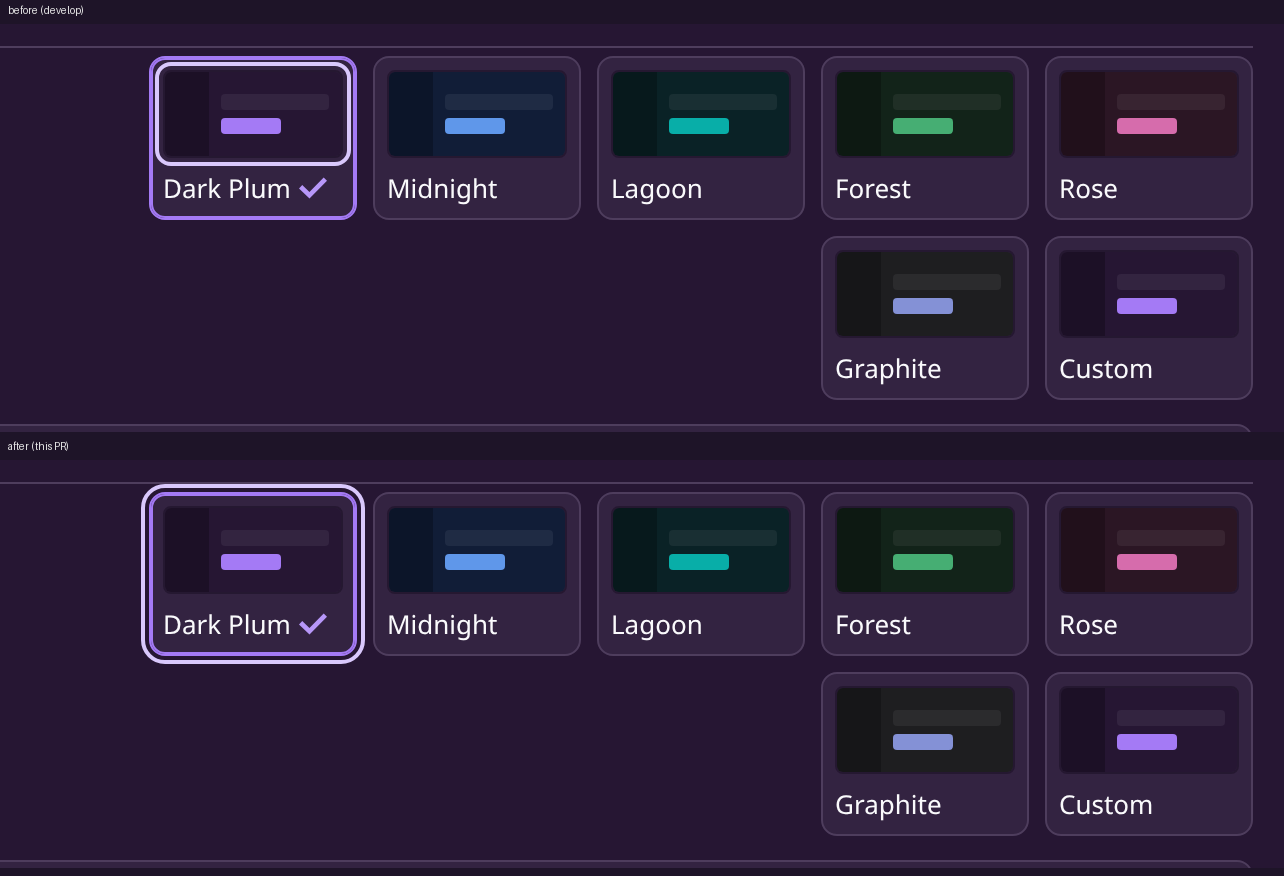 before (develop)
Dark Plum
Midnight
Lagoon
Forest
Rose
Graphite
Custom
after (this PR)
Dark Plum
Midnight
Lagoon
Forest
Rose
Graphite
Custom